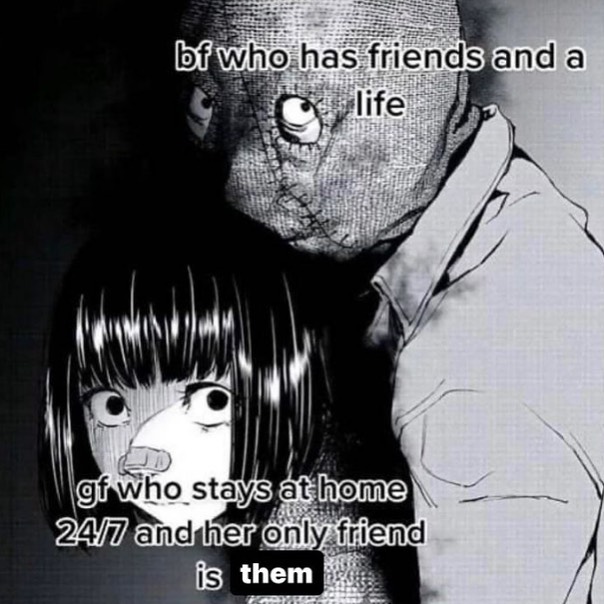 bf who has friends and a
life
gf who stays at home
24/7 and her only friend
is them